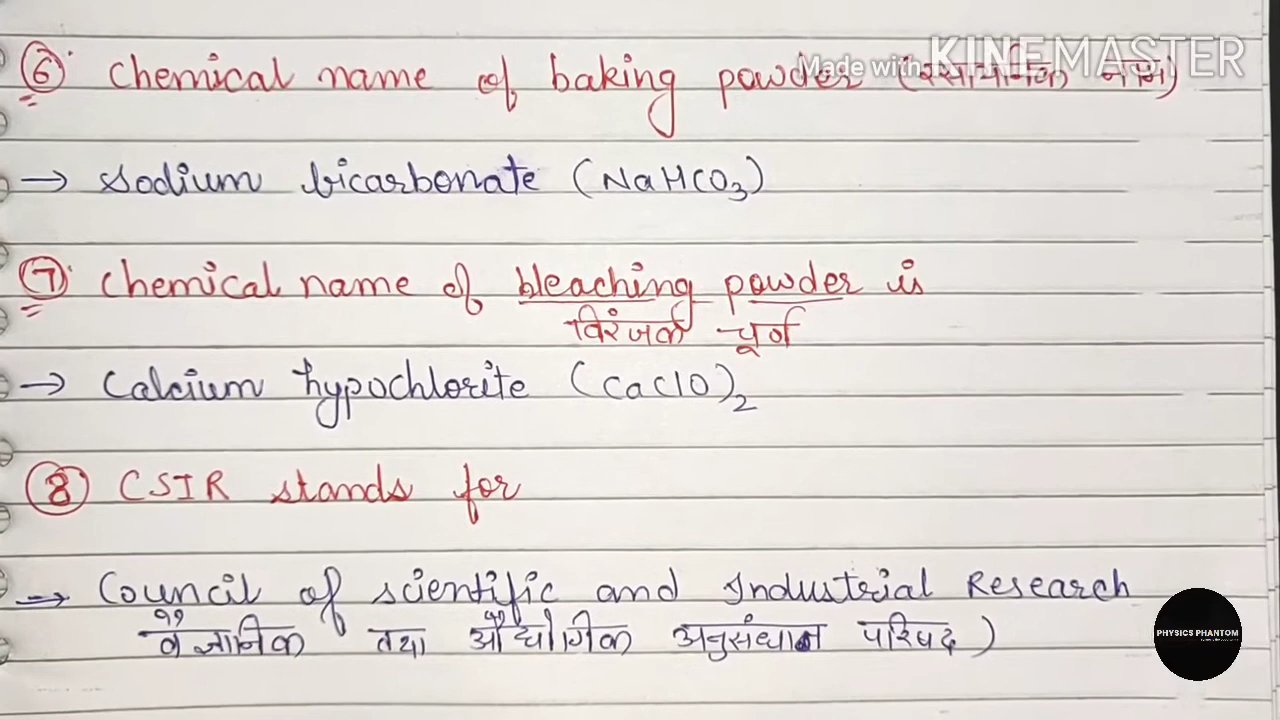 ⑥ Chemical name of baking powder (रसायनिक नाम)
Made with KINEMASTER
→ Sodium bicarbonate (NaHCO₃)
⑦ Chemical name of bleaching powder is
विरंजक चूर्ण
→ Calcium hypochlorite (CaClO)₂
⑧ CSIR stands for
→ Council of scientific and Industrial Research
वैज्ञानिक तथा औद्योगिक अनुसंधान परिषद)
PHYSICS PHANTOM